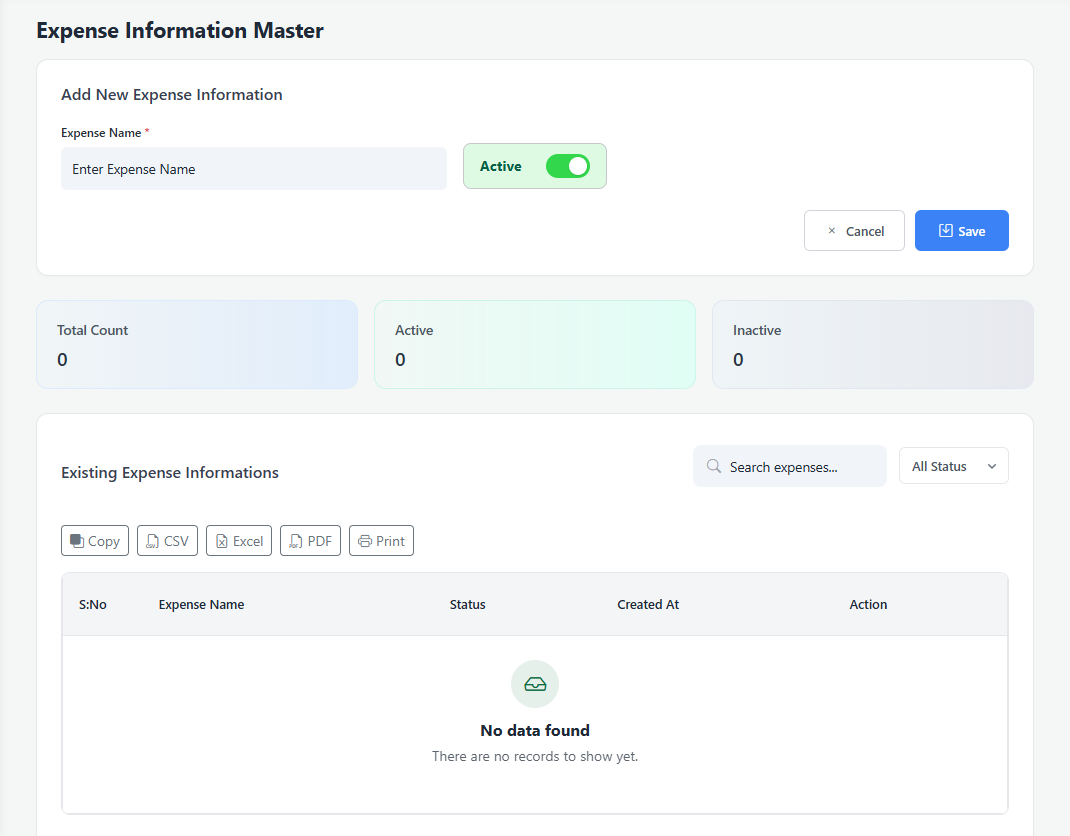 Expense Information Master
Add New Expense Information
Expense Name *
Enter Expense Name
Active
× Cancel
Save
Total Count
0
Active
0
Inactive
0
Existing Expense Informations
Search expenses...
All Status
Copy
CSV
Excel
PDF
Print
S:No Expense Name Status Created At Action
No data found
There are no records to show yet.